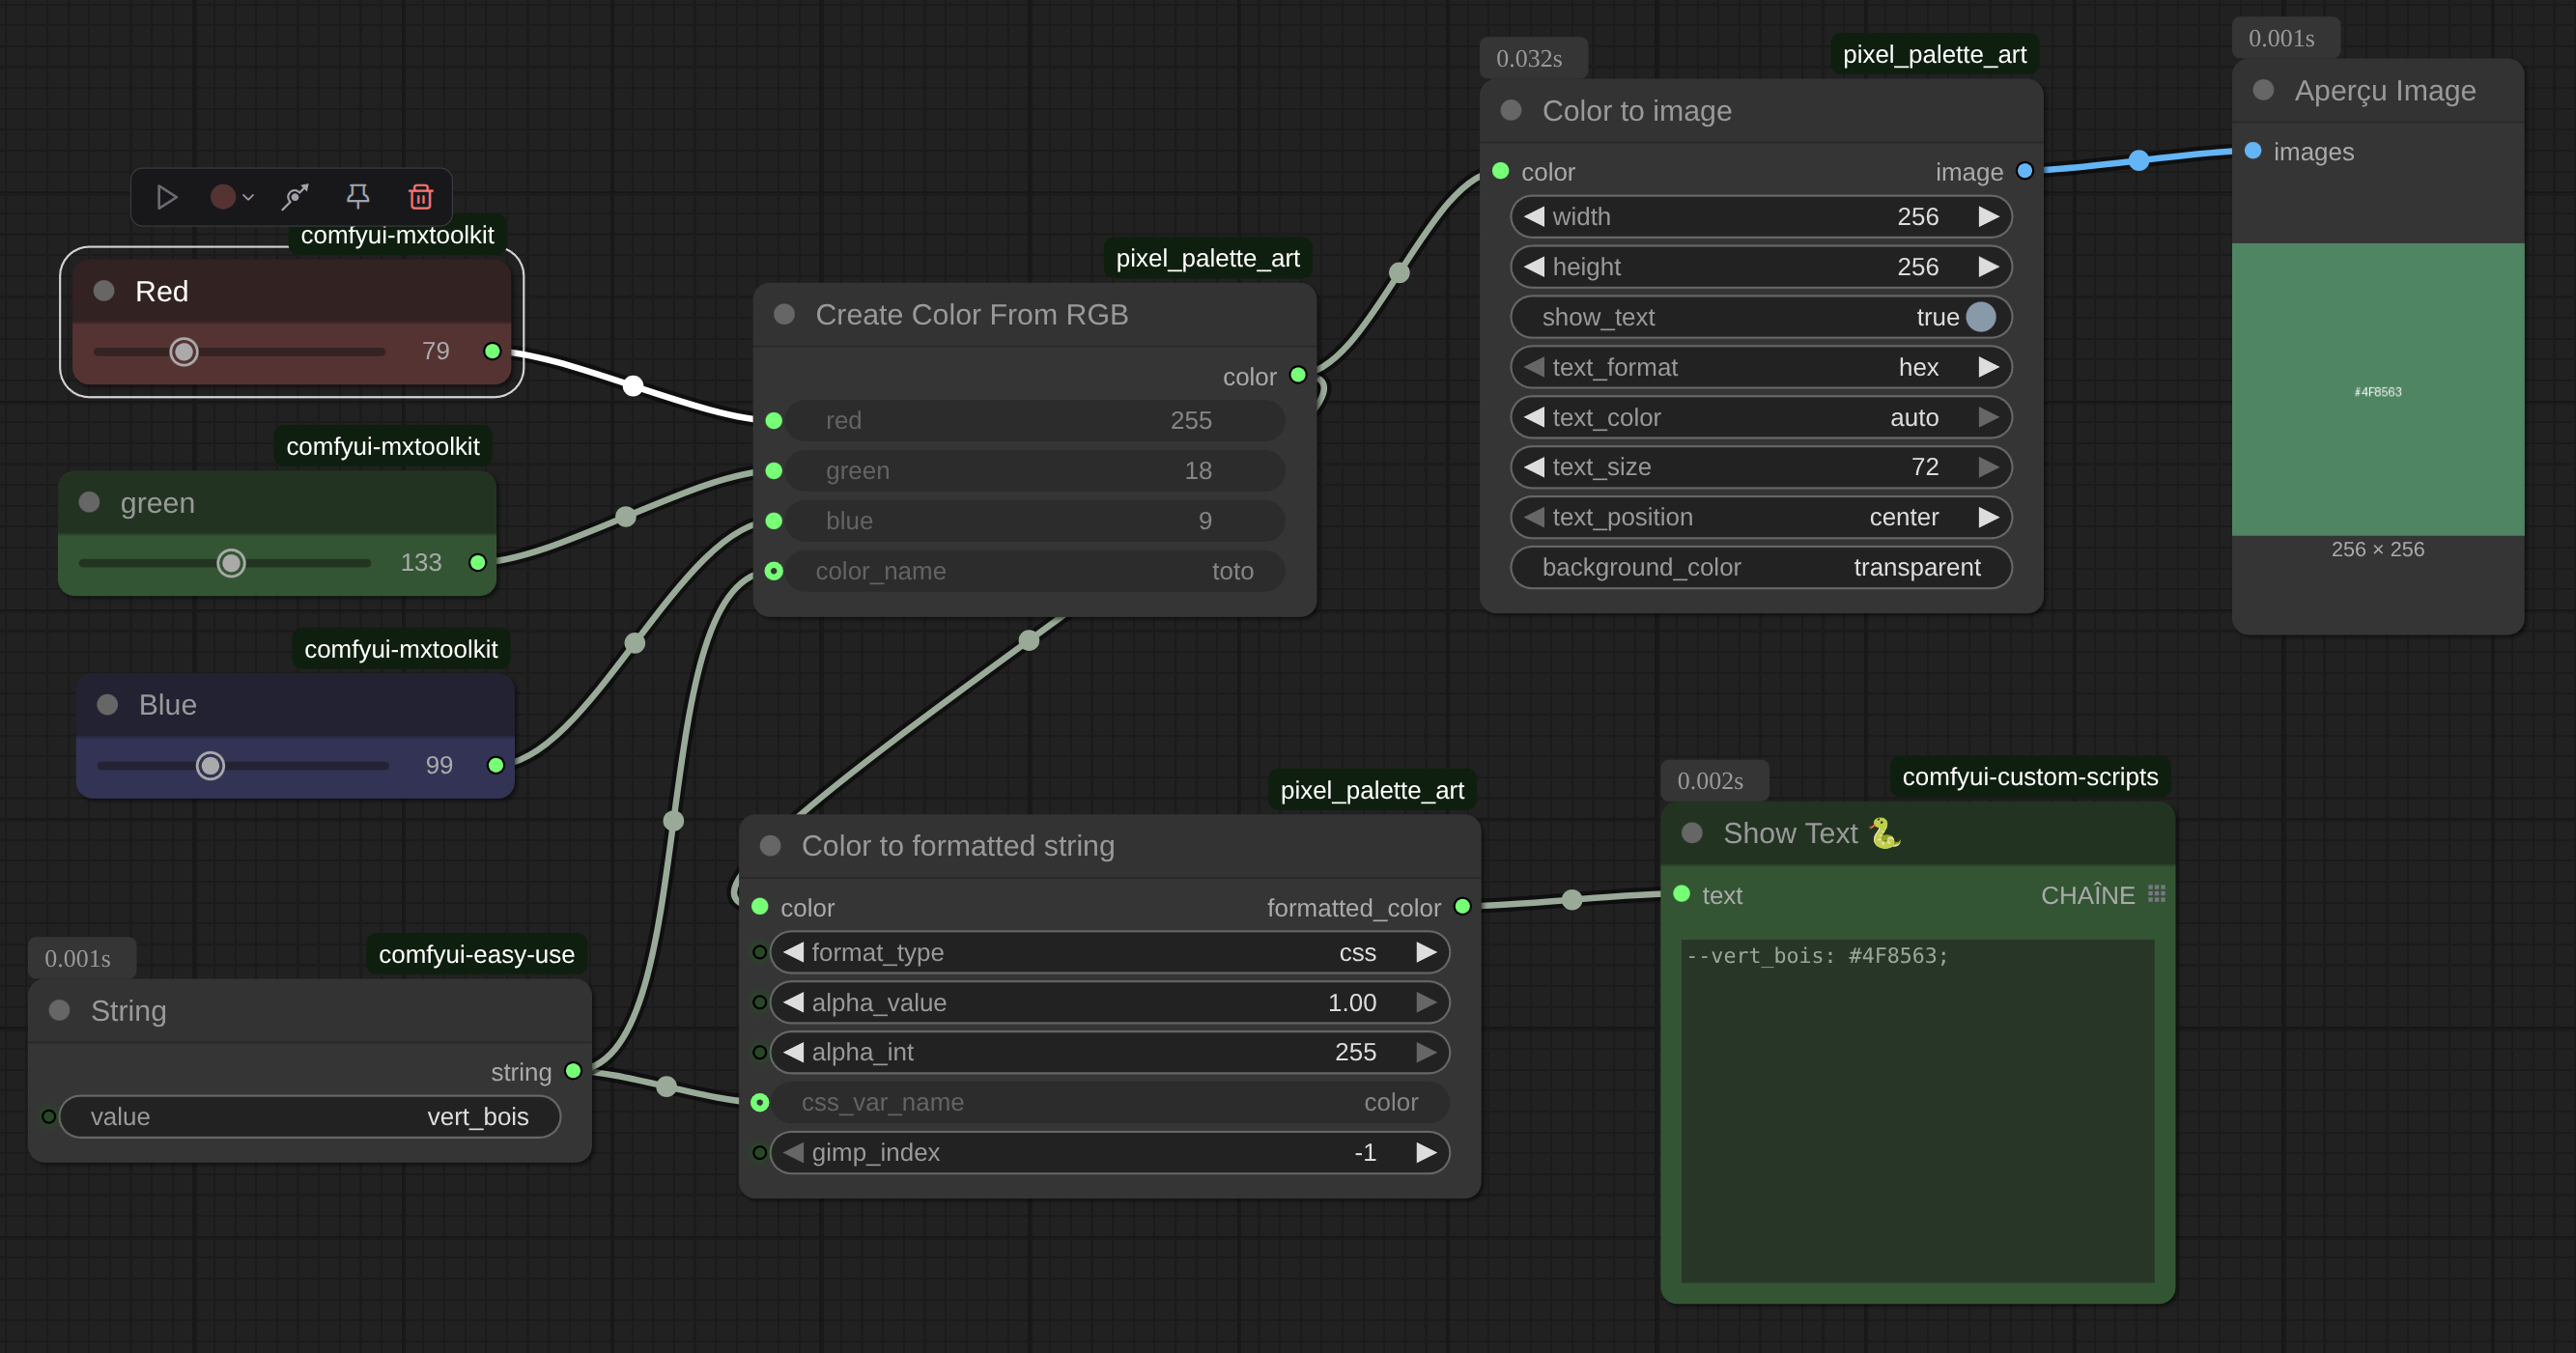 comfyui-mxtoolkit
Red
79
comfyui-mxtoolkit
green
133
comfyui-mxtoolkit
Blue
99
0.001s
comfyui-easy-use
String
string
value vert_bois
pixel_palette_art
Create Color From RGB
color
red 255
green 18
blue 9
color_name toto
pixel_palette_art
Color to formatted string
color formatted_color
format_type css
alpha_value 1.00
alpha_int 255
css_var_name color
gimp_index -1
0.032s
pixel_palette_art
Color to image
color image
width 256
height 256
show_text true
text_format hex
text_color auto
text_size 72
text_position center
background_color transparent
0.001s
Aperçu Image
images
#4F8563
256 × 256
0.002s
comfyui-custom-scripts
Show Text 🐍
text CHAÎNE
--vert_bois: #4F8563;